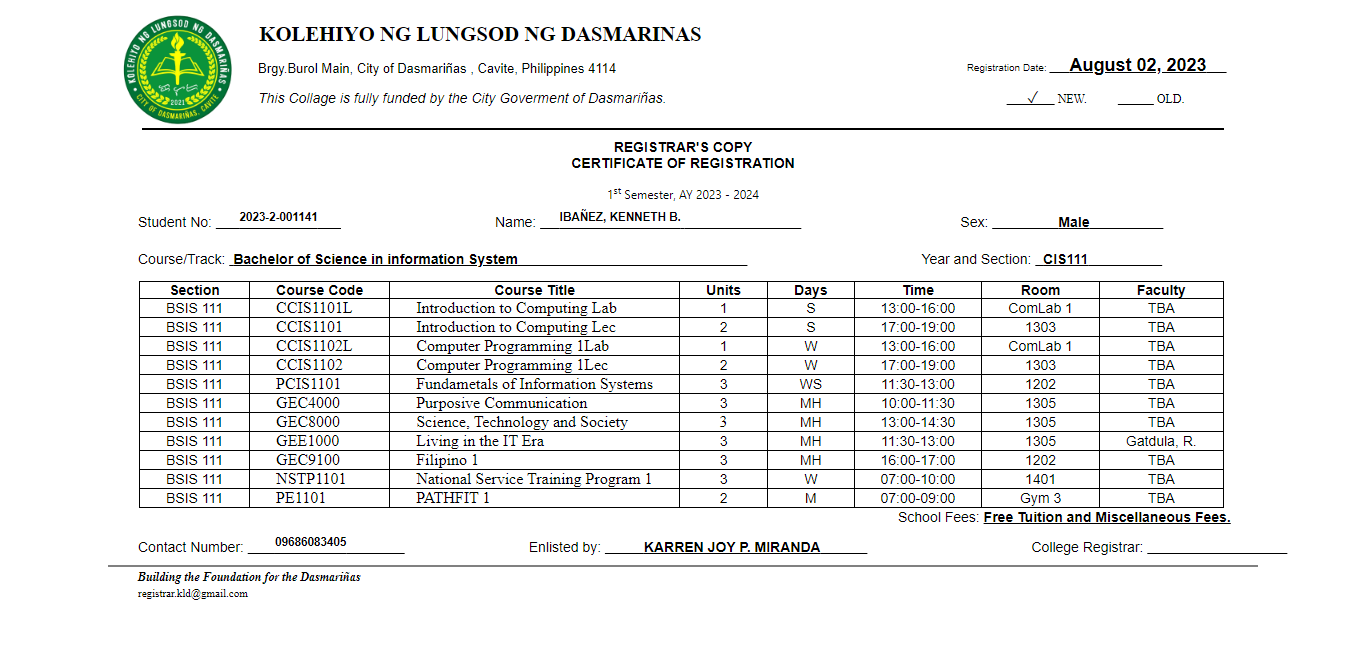 KOLEHIYO NG LUNGSOD NG DASMARIÑAS
CITY OF DASMARIÑAS, CAVITE
2021
KOLEHIYO NG LUNGSOD NG DASMARINAS
Brgy.Burol Main, City of Dasmariñas , Cavite, Philippines 4114
Registration Date: August 02, 2023
This Collage is fully funded by the City Goverment of Dasmariñas.
✓ NEW. OLD.
REGISTRAR'S COPY
CERTIFICATE OF REGISTRATION
1st Semester, AY 2023 - 2024
Student No: 2023-2-001141 Name: IBAÑEZ, KENNETH B. Sex: Male
Course/Track: Bachelor of Science in information System Year and Section: CIS111
Section Course Code Course Title Units Days Time Room Faculty
BSIS 111 CCIS1101L Introduction to Computing Lab 1 S 13:00-16:00 ComLab 1 TBA
BSIS 111 CCIS1101 Introduction to Computing Lec 2 S 17:00-19:00 1303 TBA
BSIS 111 CCIS1102L Computer Programming 1Lab 1 W 13:00-16:00 ComLab 1 TBA
BSIS 111 CCIS1102 Computer Programming 1Lec 2 W 17:00-19:00 1303 TBA
BSIS 111 PCIS1101 Fundametals of Information Systems 3 WS 11:30-13:00 1202 TBA
BSIS 111 GEC4000 Purposive Communication 3 MH 10:00-11:30 1305 TBA
BSIS 111 GEC8000 Science, Technology and Society 3 MH 13:00-14:30 1305 TBA
BSIS 111 GEE1000 Living in the IT Era 3 MH 11:30-13:00 1305 Gatdula, R.
BSIS 111 GEC9100 Filipino 1 3 MH 16:00-17:00 1202 TBA
BSIS 111 NSTP1101 National Service Training Program 1 3 W 07:00-10:00 1401 TBA
BSIS 111 PE1101 PATHFIT 1 2 M 07:00-09:00 Gym 3 TBA
School Fees: Free Tuition and Miscellaneous Fees.
Contact Number: 09686083405 Enlisted by: KARREN JOY P. MIRANDA College Registrar:
Building the Foundation for the Dasmariñas
registrar.kld@gmail.com